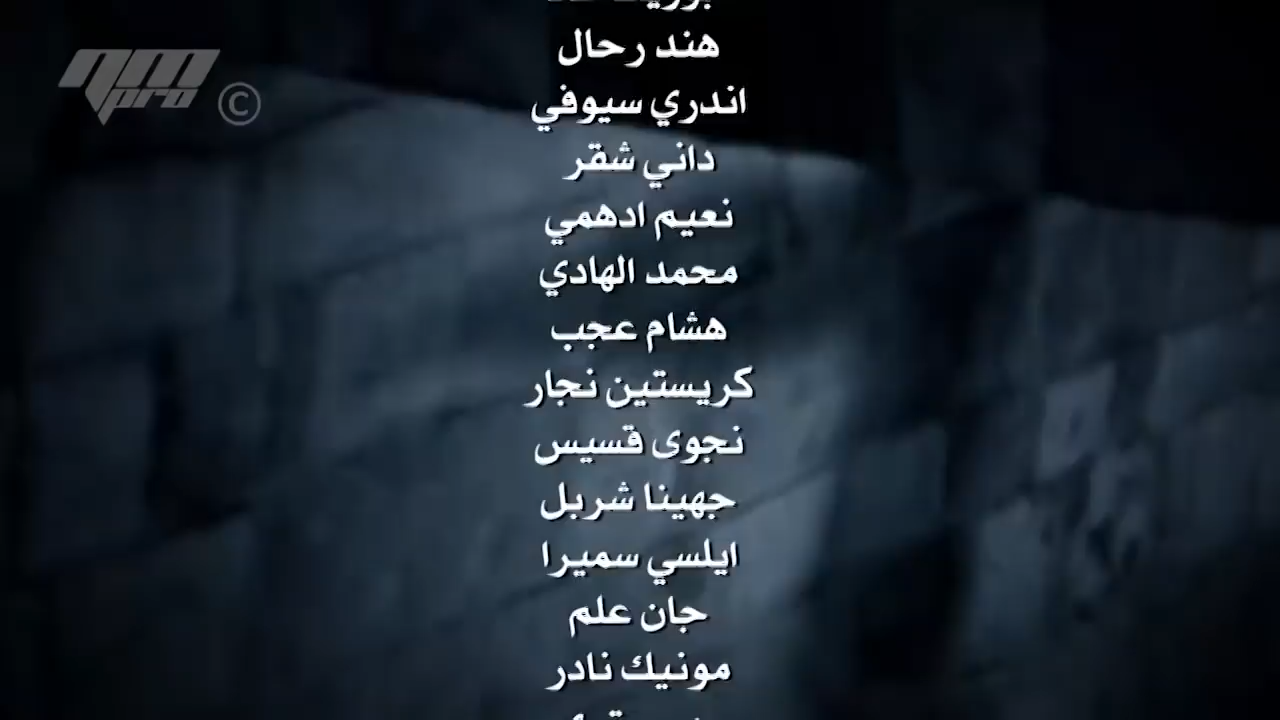 nmpro ©
هند رحال
اندري سيوفي
داني شقر
نعيم ادهمي
محمد الهادي
هشام عجب
كريستين نجار
نجوى قسيس
جهينا شربل
ايلسي سميرا
جان علم
مونيك نادر